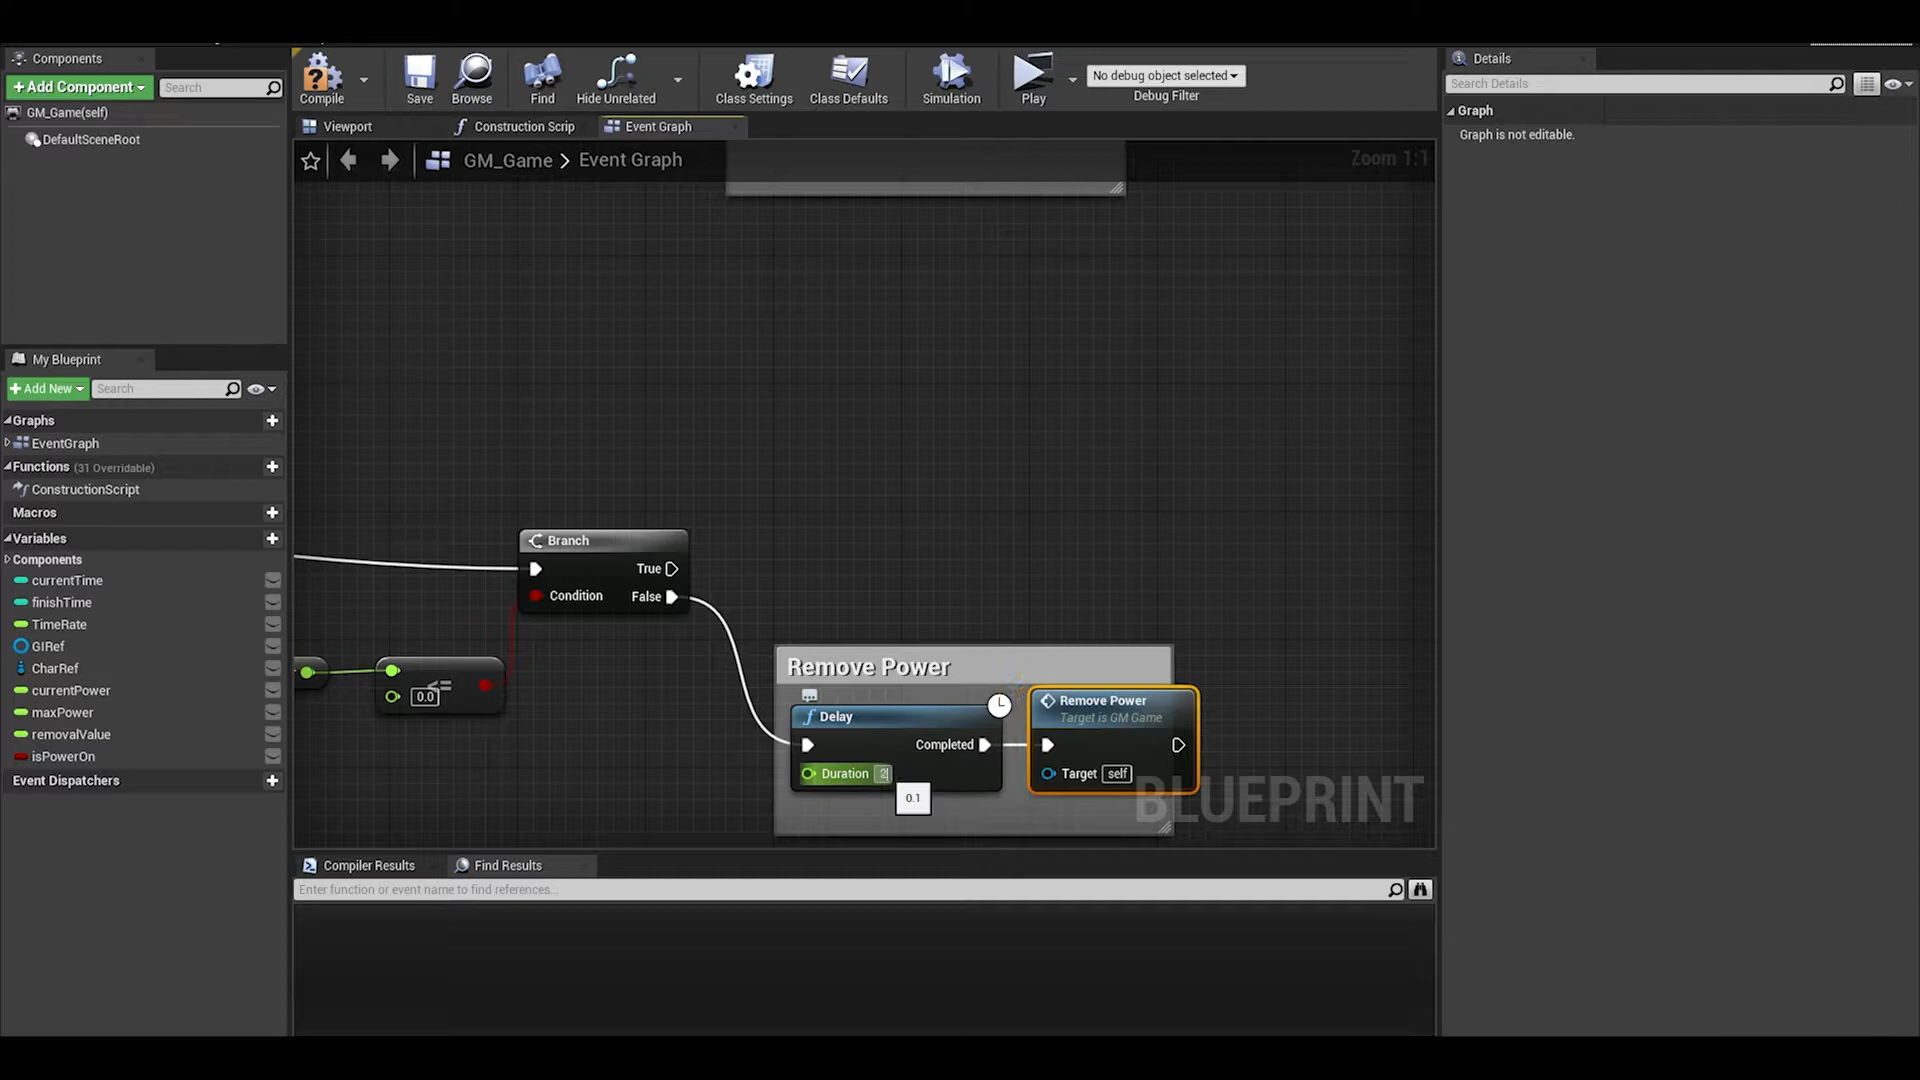 Components
Details
+Add Component
Search
Compile
Save
Browse
Find
Hide Unrelated
Class Settings
Class Defaults
Simulation
Play
No debug object selected
Debug Filter
Search Details
GM_Game(self)
DefaultSceneRoot
Graph
Graph is not editable.
Viewport
Construction Scrip
Event Graph
GM_Game > Event Graph
Zoom 1:1
My Blueprint
+Add New
Search
Graphs
EventGraph
Functions (31 Overridable)
ConstructionScript
Macros
Variables
Components
currentTime
finishTime
TimeRate
GIRef
CharRef
currentPower
maxPower
removalValue
isPowerOn
Event Dispatchers
Branch
True
Condition
False
<=
0.0
Remove Power
Delay
Completed
Duration 2
0.1
Remove Power
Target is GM Game
Target self
BLUEPRINT
Compiler Results
Find Results
Enter function or event name to find references...